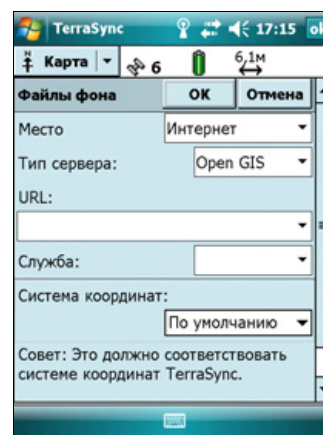 TerraSync 17:15 ok
Карта 6 6,1м
Файлы фона ОК Отмена
Место Интернет
Тип сервера: Open GIS
URL:
Служба:
Система координат:
По умолчанию
Совет: Это должно соответствовать
системе координат TerraSync.